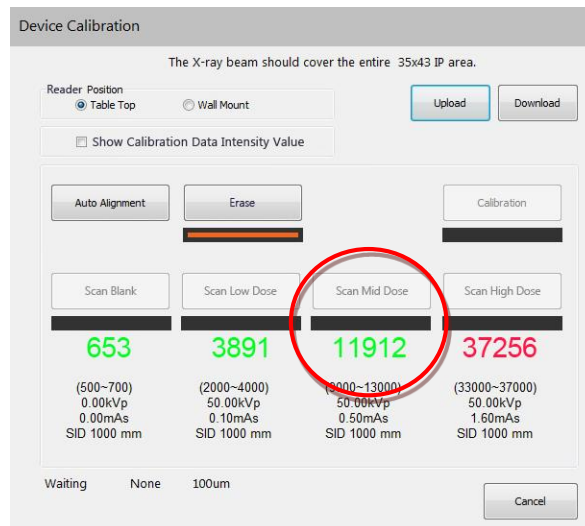 Device Calibration
The X-ray beam should cover the entire 35x43 IP area.
Reader Position
Table Top Wall Mount
Upload Download
Show Calibration Data Intensity Value
Auto Alignment Erase Calibration
Scan Blank Scan Low Dose Scan Mid Dose Scan High Dose
653 3891 11912 37256
(500~700) (2000~4000) (9000~13000) (33000~37000)
0.00kVp 50.00kVp 50.00kVp 50.00kVp
0.00mAs 0.10mAs 0.50mAs 1.60mAs
SID 1000 mm SID 1000 mm SID 1000 mm SID 1000 mm
Waiting None 100um
Cancel